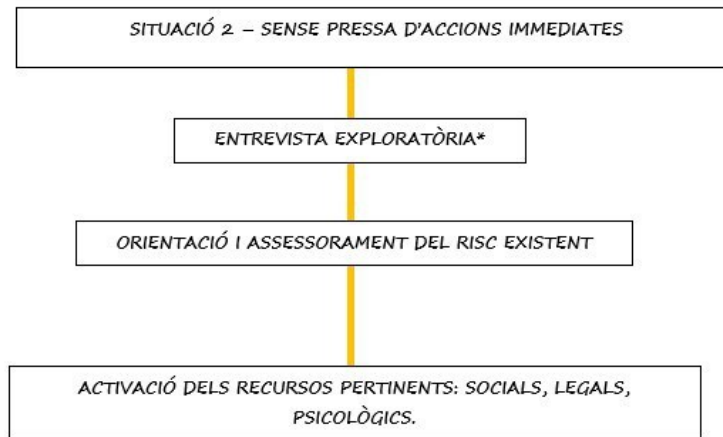 SITUACIÓ 2 – SENSE PRESSA D'ACCIONS IMMEDIATES
ENTREVISTA EXPLORATÒRIA*
ORIENTACIÓ I ASSESSORAMENT DEL RISC EXISTENT
ACTIVACIÓ DELS RECURSOS PERTINENTS: SOCIALS, LEGALS,
PSICOLÒGICS.